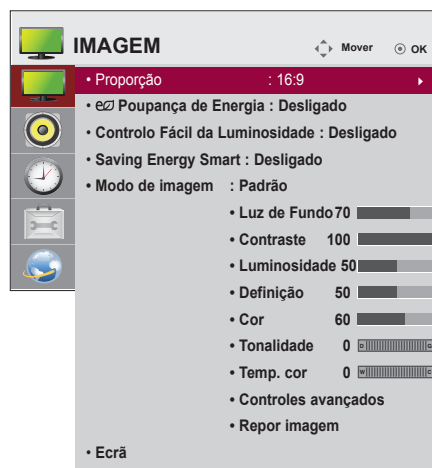 IMAGEM Mover OK
• Proporção : 16:9
• e Poupança de Energia : Desligado
• Controlo Fácil da Luminosidade : Desligado
• Saving Energy Smart : Desligado
• Modo de imagem : Padrão
• Luz de Fundo 70
• Contraste 100
• Luminosidade 50
• Definição 50
• Cor 60
• Tonalidade 0 D G
• Temp. cor 0 W C
• Controles avançados
• Repor imagem
• Ecrã